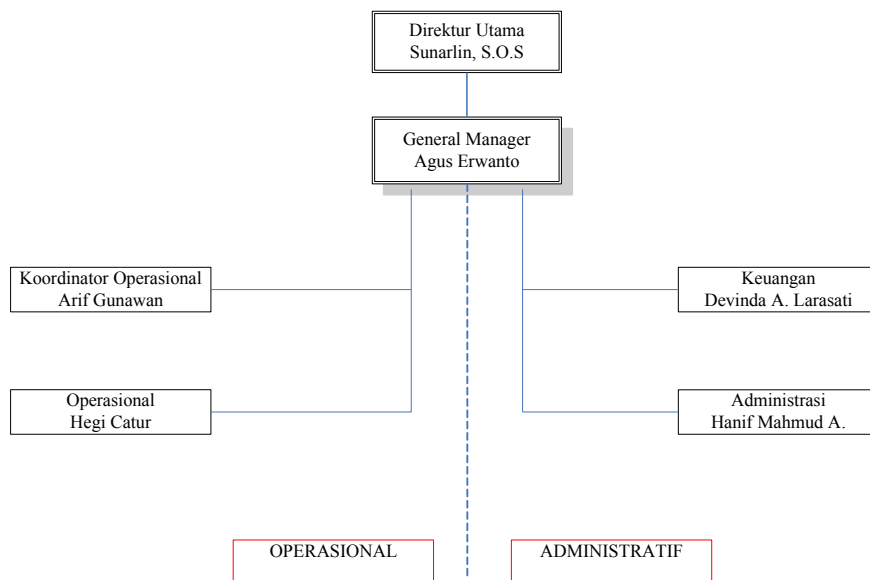 Direktur Utama
Sunarlin, S.O.S
General Manager
Agus Erwanto
Koordinator Operasional
Arif Gunawan
Keuangan
Devinda A. Larasati
Operasional
Hegi Catur
Administrasi
Hanif Mahmud A.
OPERASIONAL
ADMINISTRATIF